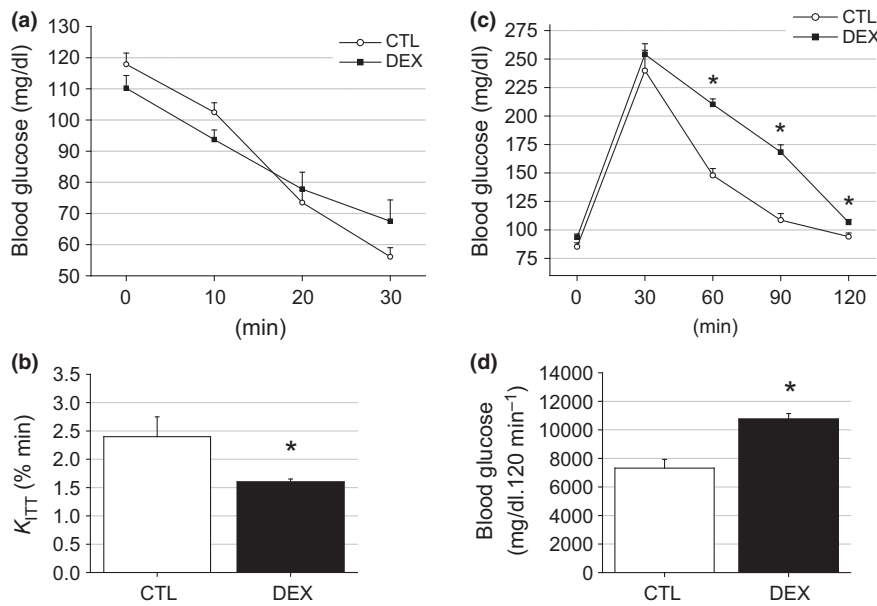 (a)
130
120
110
100
90
80
70
60
50
Blood glucose (mg/dl)
CTL
DEX
0 10 20 30
(min)
(b)
3.5
3.0
2.5
2.0
1.5
1.0
0.5
0.0
K_ITT (% min)
*
CTL DEX
(c)
275
250
225
200
175
150
125
100
75
Blood glucose (mg/dl)
CTL
DEX
*
*
*
0 30 60 90 120
(min)
(d)
14000
12000
10000
8000
6000
4000
2000
0
Blood glucose
(mg/dl.120 min⁻¹)
*
CTL DEX